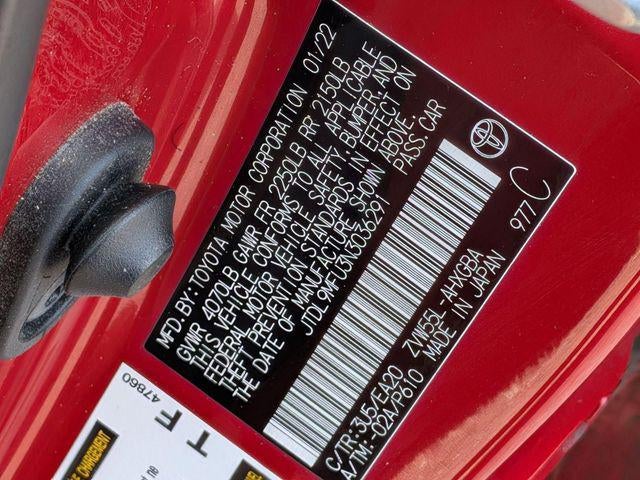 MFD.BY:TOYOTA MOTOR CORPORATION 01/22
GVWR 4070LB GAWR FR 2250LB RR 2150LB
THIS VEHICLE CONFORMS TO ALL APPLICABLE
FEDERAL MOTOR VEHICLE SAFETY, BUMPER, AND
THEFT PREVENTION STANDARDS IN EFFECT ON
THE DATE OF MANUFACTURE SHOWN ABOVE.
JTDL9MFU3N3036291 PASS CAR
977 C
C/TR:3U5/EA20 ZVW55L-AHXGBA
A/TM:-02A/P610 MADE IN JAPAN
47860
T F
CHARGEMENT